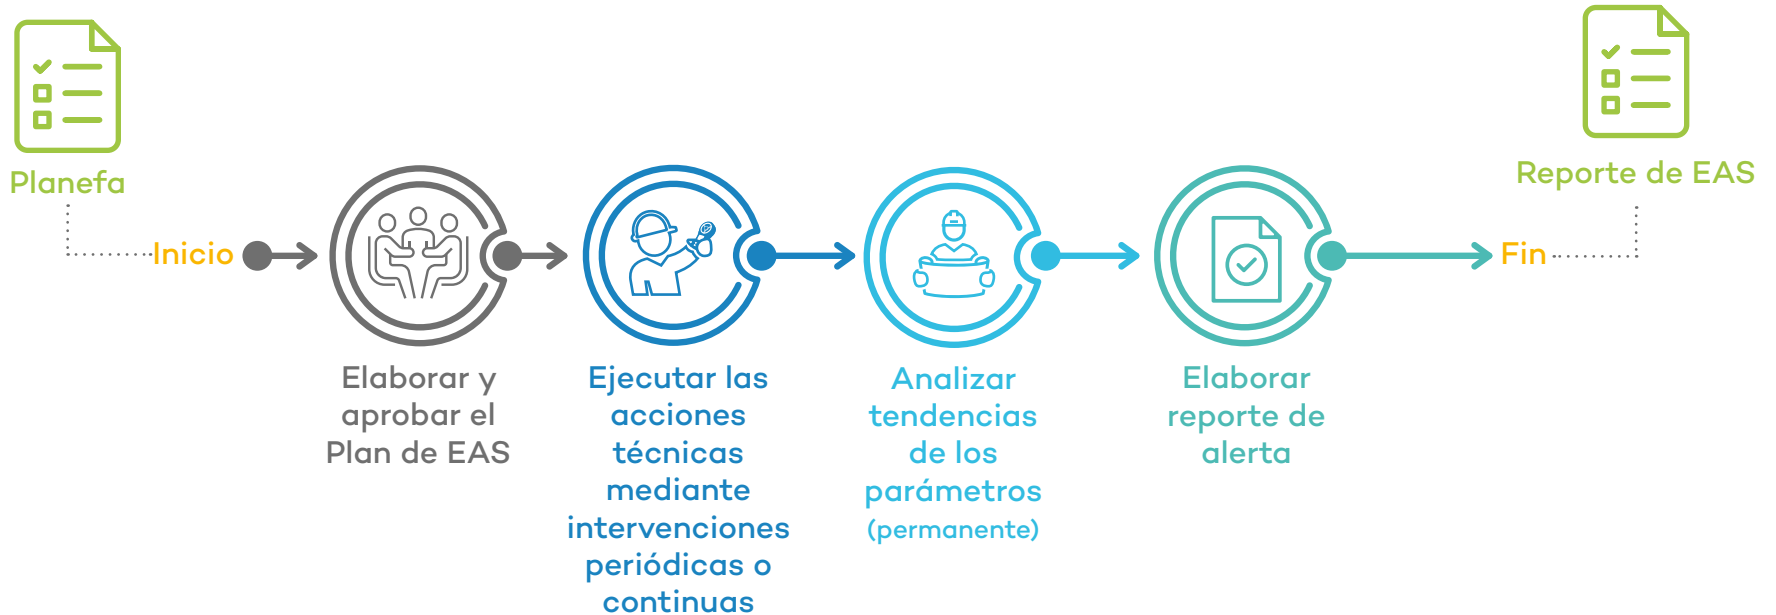 Planefa
Inicio
Elaborar y
aprobar el
Plan de EAS
Ejecutar las
acciones
técnicas
mediante
intervenciones
periódicas o
continuas
Analizar
tendencias
de los
parámetros
(permanente)
Elaborar
reporte de
alerta
Fin
Reporte de EAS